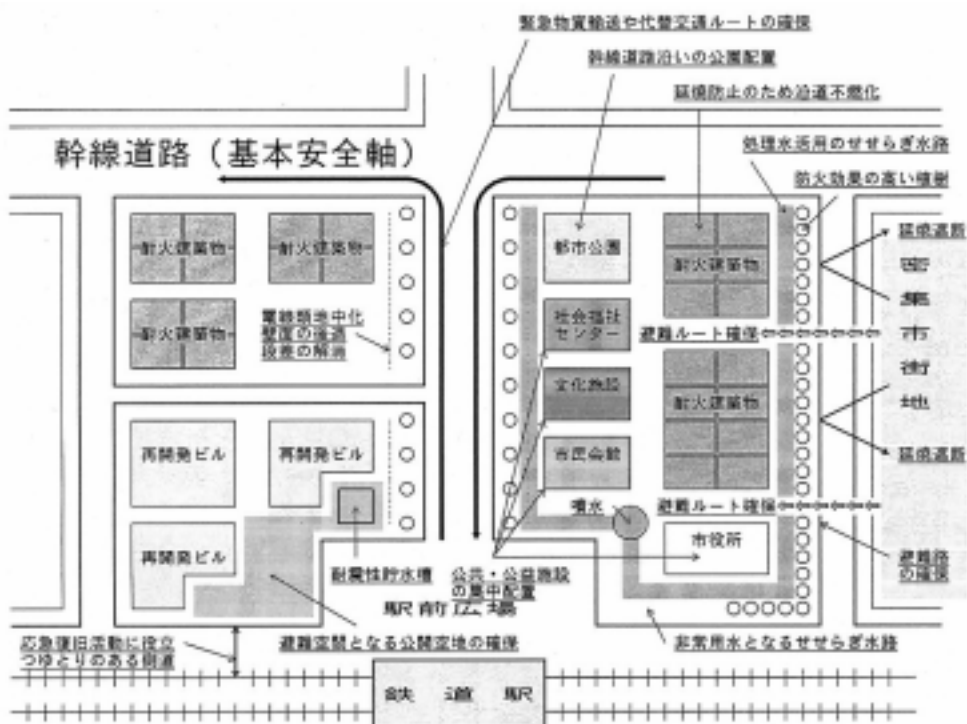 緊急物資輸送や代替交通ルートの確保
幹線道路沿いの公園配置
延焼防止のため沿道不燃化
処理水活用のせせらぎ水路
防火効果の高い植樹
幹線道路（基本安全軸）
延焼遮断
密集市街地
耐火建築物
耐火建築物
都市公園
耐火建築物
電線類地中化
壁面の後退
段差の解消
耐火建築物
社会福祉
センター
避難ルート確保
文化施設
耐火建築物
再開発ビル
再開発ビル
市民会館
延焼遮断
噴水
避難ルート確保
市役所
再開発ビル
耐震性貯水槽
公共・公益施設
の集中配置
避難路
の確保
駅前広場
応急復旧活動に役立
つゆとりのある側道
避難空間となる公開空地の確保
非常用水となるせせらぎ水路
鉄道駅